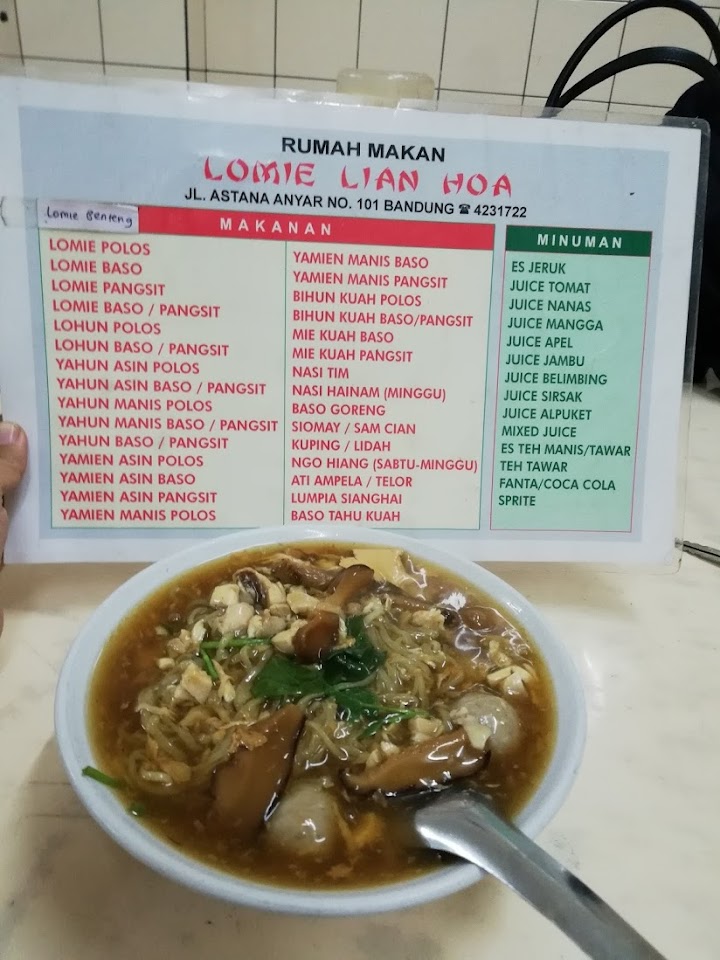 RUMAH MAKAN
LOMIE LIAN HOA
JL. ASTANA ANYAR NO. 101 BANDUNG ☎ 4231722
Lomie Benteng
MAKANAN
LOMIE POLOS
LOMIE BASO
LOMIE PANGSIT
LOMIE BASO / PANGSIT
LOHUN POLOS
LOHUN BASO / PANGSIT
YAHUN ASIN POLOS
YAHUN ASIN BASO / PANGSIT
YAHUN MANIS POLOS
YAHUN MANIS BASO / PANGSIT
YAHUN BASO / PANGSIT
YAMIEN ASIN POLOS
YAMIEN ASIN BASO
YAMIEN ASIN PANGSIT
YAMIEN MANIS POLOS
YAMIEN MANIS BASO
YAMIEN MANIS PANGSIT
BIHUN KUAH POLOS
BIHUN KUAH BASO/PANGSIT
MIE KUAH BASO
MIE KUAH PANGSIT
NASI TIM
NASI HAINAM (MINGGU)
BASO GORENG
SIOMAY / SAM CIAN
KUPING / LIDAH
NGO HIANG (SABTU-MINGGU)
ATI AMPELA / TELOR
LUMPIA SIANGHAI
BASO TAHU KUAH
MINUMAN
ES JERUK
JUICE TOMAT
JUICE NANAS
JUICE MANGGA
JUICE APEL
JUICE JAMBU
JUICE BELIMBING
JUICE SIRSAK
JUICE ALPUKET
MIXED JUICE
ES TEH MANIS/TAWAR
TEH TAWAR
FANTA/COCA COLA
SPRITE